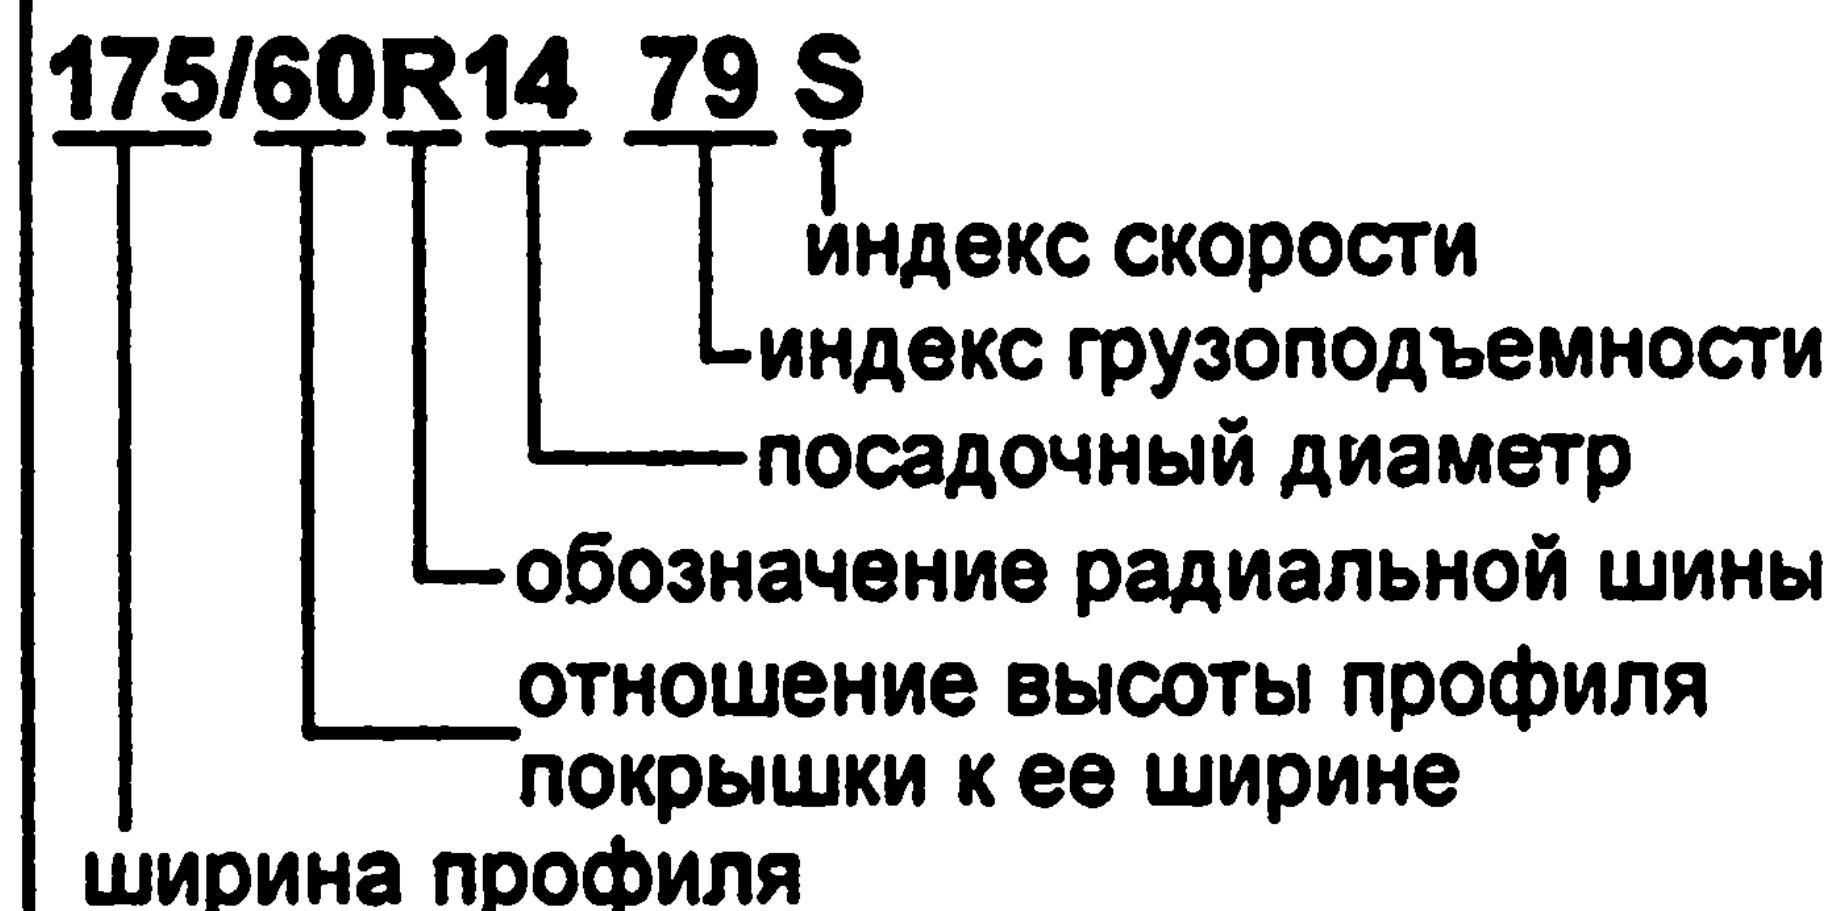 175/60R14 79 S
индекс скорости
индекс грузоподъемности
посадочный диаметр
обозначение радиальной шины
отношение высоты профиля
покрышки к ее ширине
ширина профиля